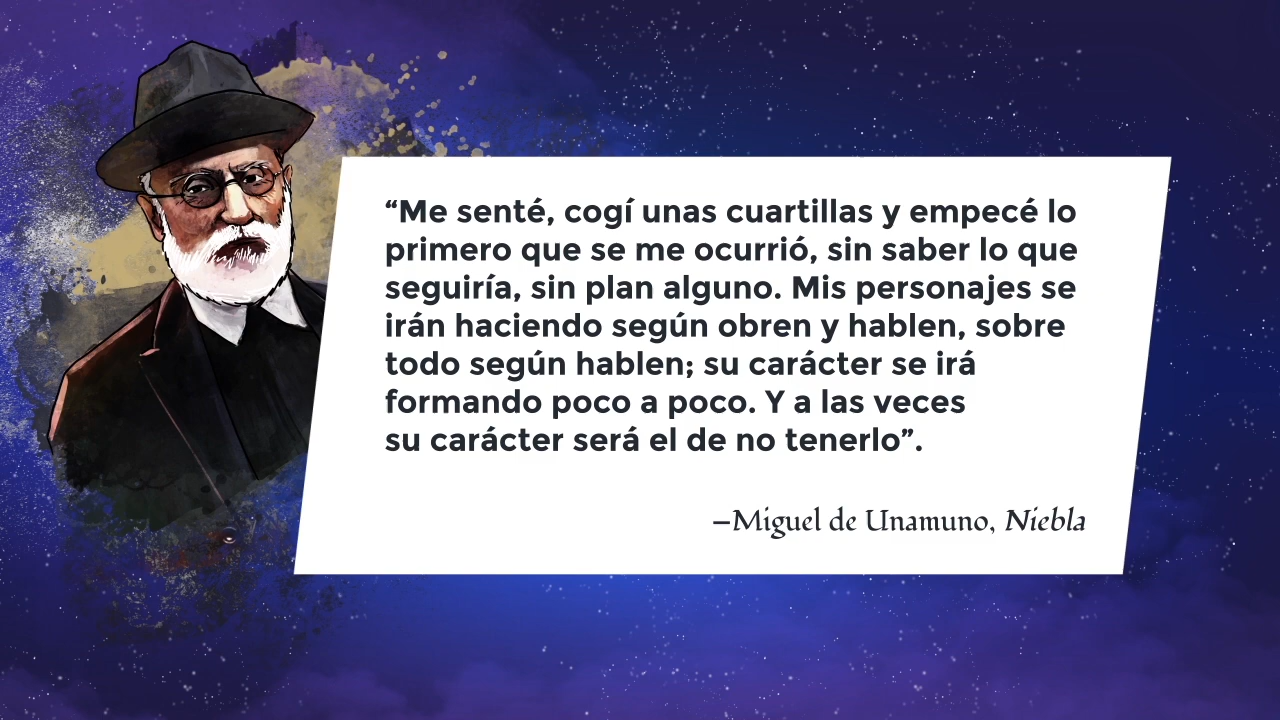 “Me senté, cogí unas cuartillas y empecé lo
primero que se me ocurrió, sin saber lo que
seguiría, sin plan alguno. Mis personajes se
irán haciendo según obren y hablen, sobre
todo según hablen; su carácter se irá
formando poco a poco. Y a las veces
su carácter será el de no tenerlo”.
–Miguel de Unamuno, Niebla